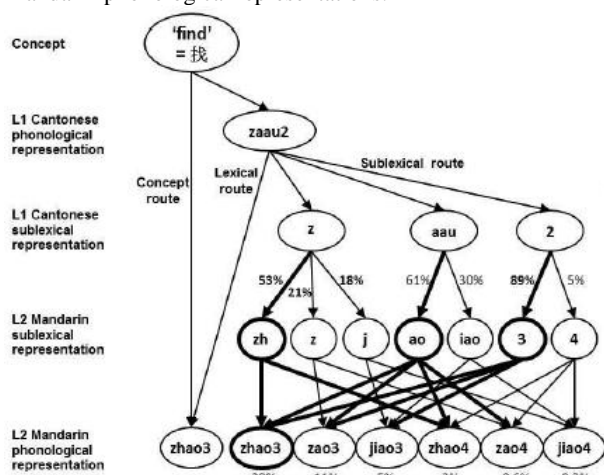 phonological representations.
Concept
'find'
= 找
L1 Cantonese
phonological
representation
zaau2
Concept
route
Lexical
route
Sublexical route
L1 Cantonese
sublexical
representation
z
aau
2
53%
21%
18%
61%
30%
89%
5%
L2 Mandarin
sublexical
representation
zh
z
j
ao
iao
3
4
L2 Mandarin
phonological
representation
zhao3
zhao3
zao3
jiao3
zhao4
zao4
jiao4